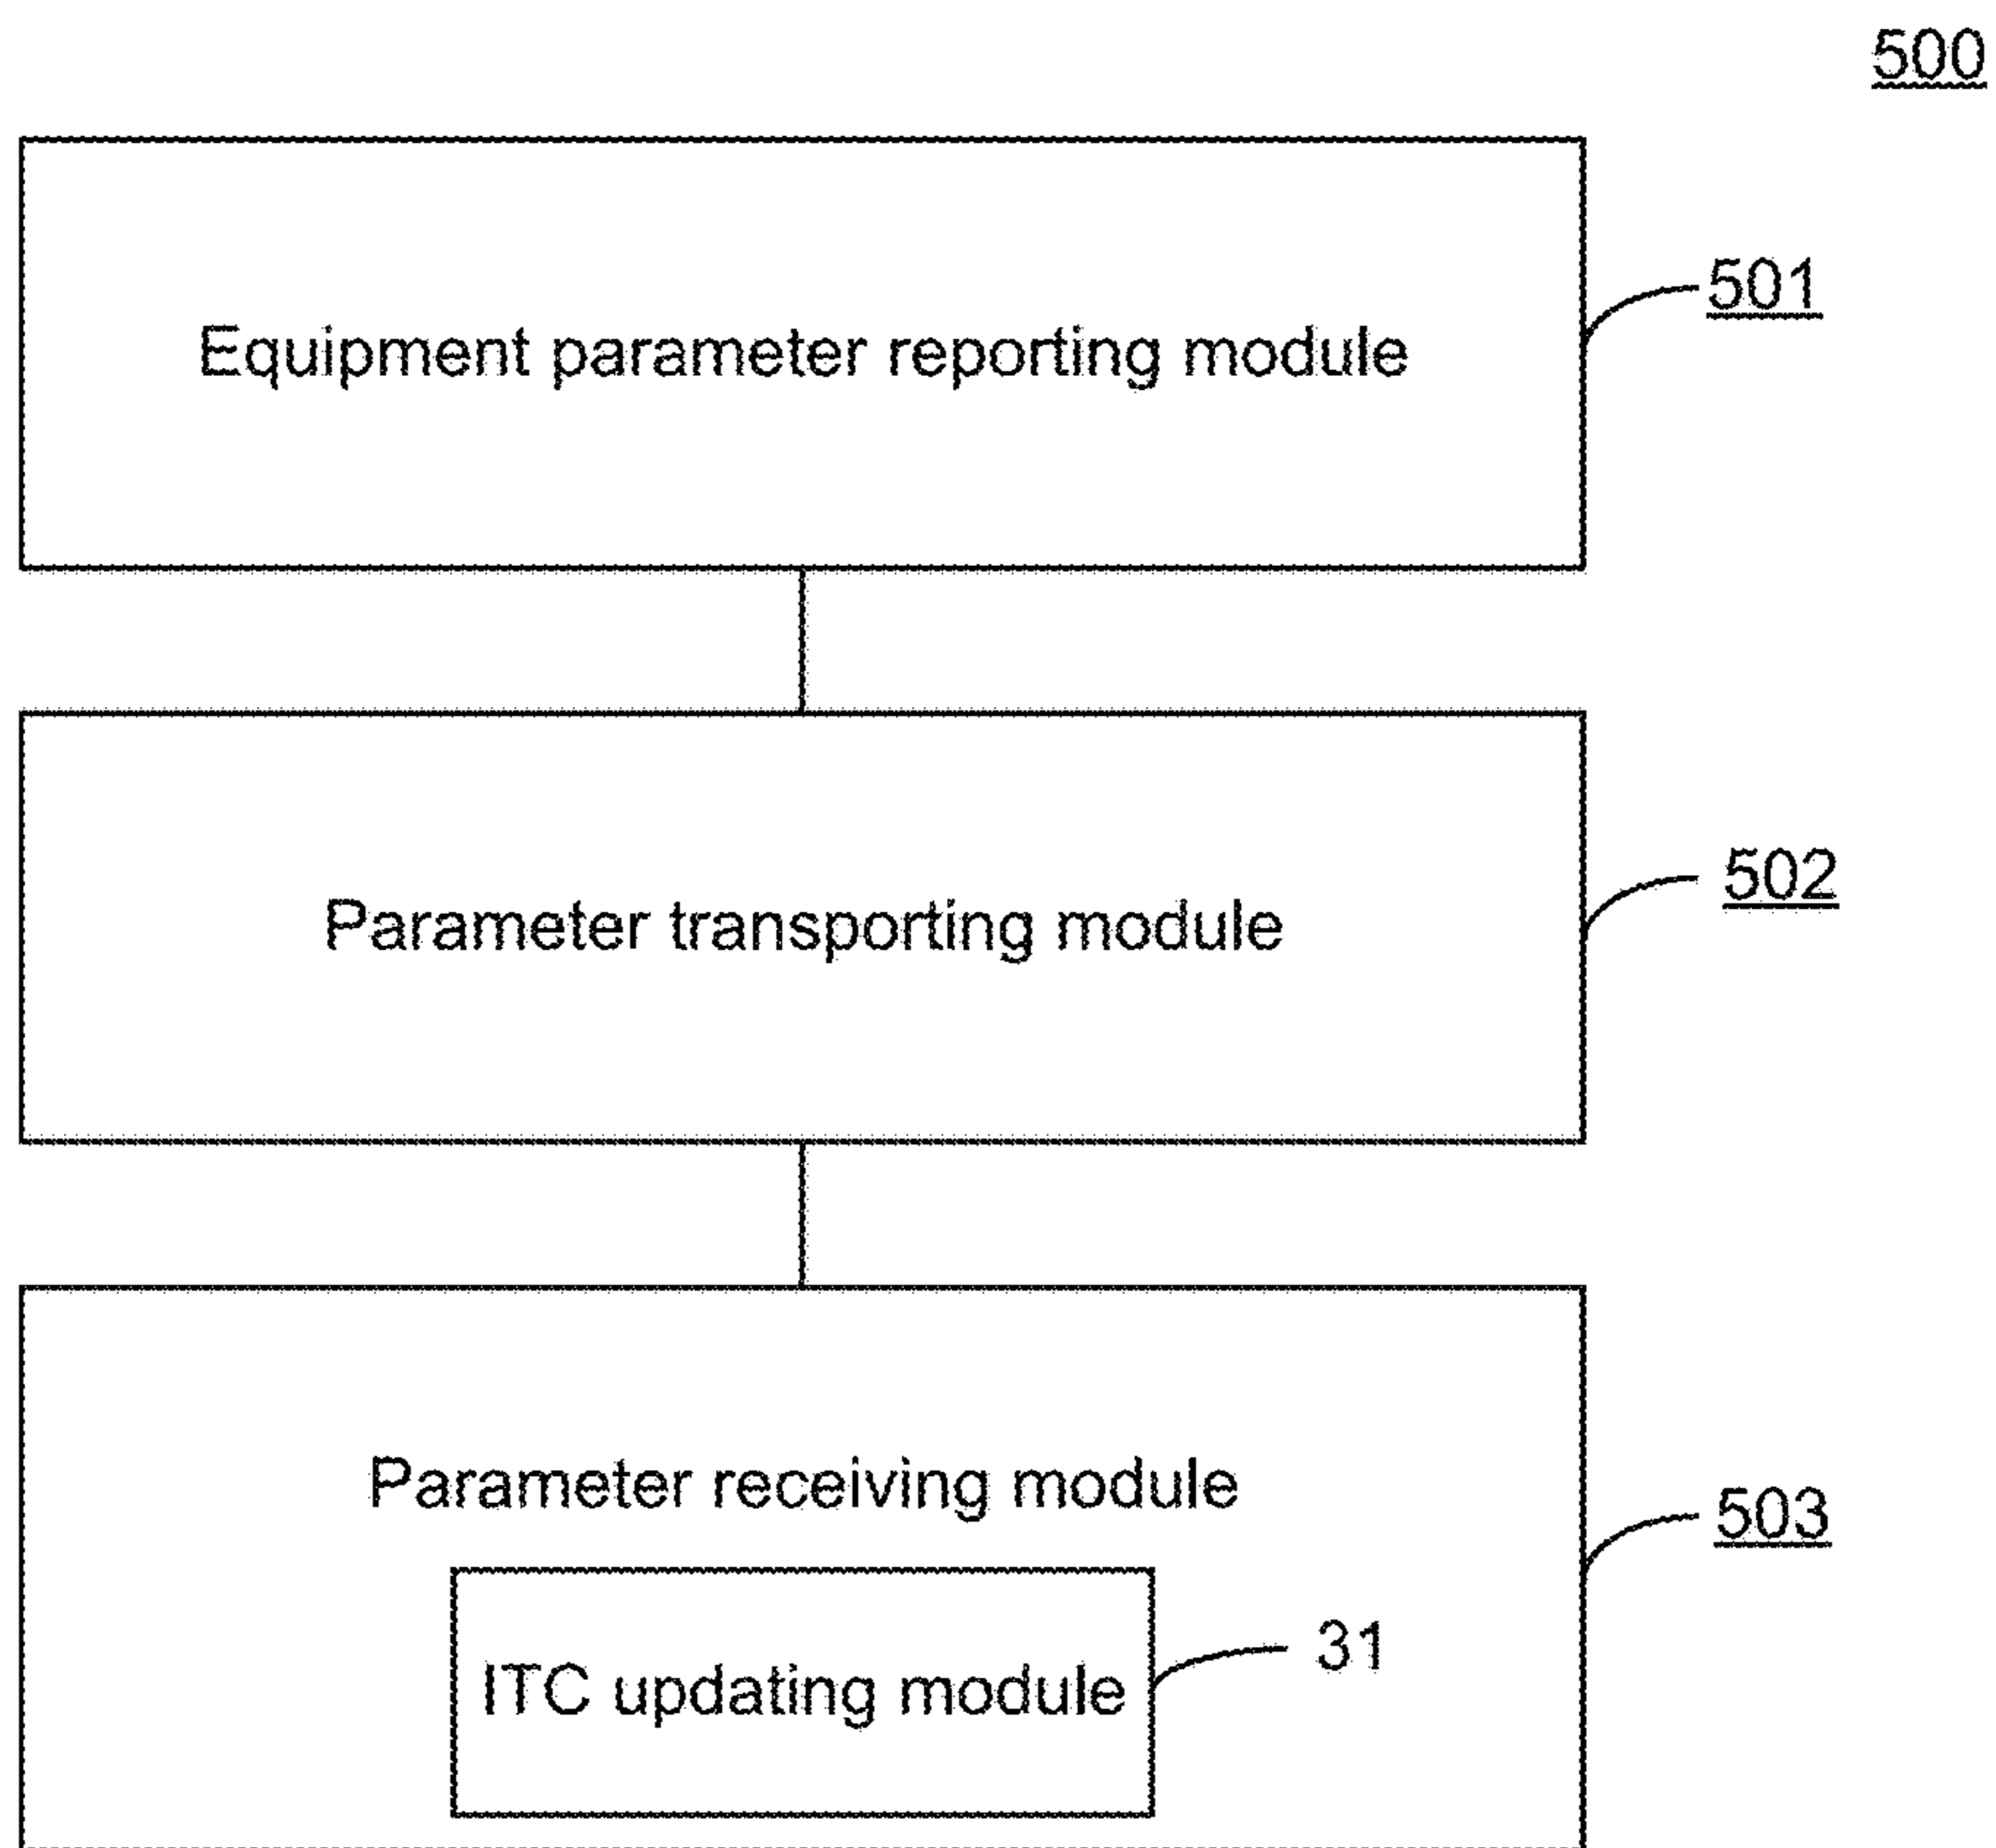 500
Equipment parameter reporting module
501
Parameter transporting module
502
Parameter receiving module
503
ITC updating module
31